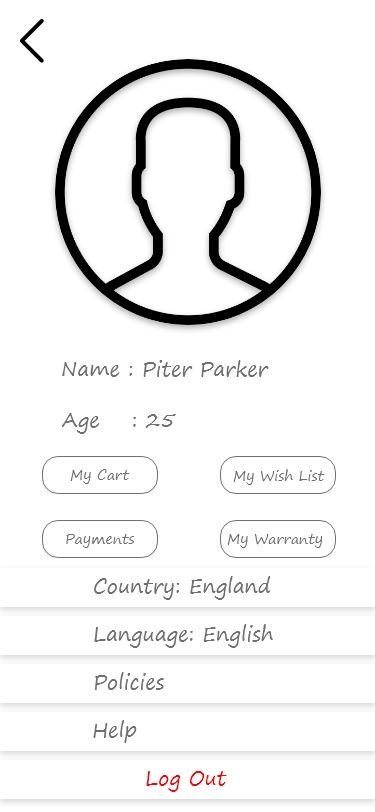 Name : Piter Parker
Age : 25
My Cart
My Wish List
Payments
My Warranty
Country: England
Language: English
Policies
Help
Log Out